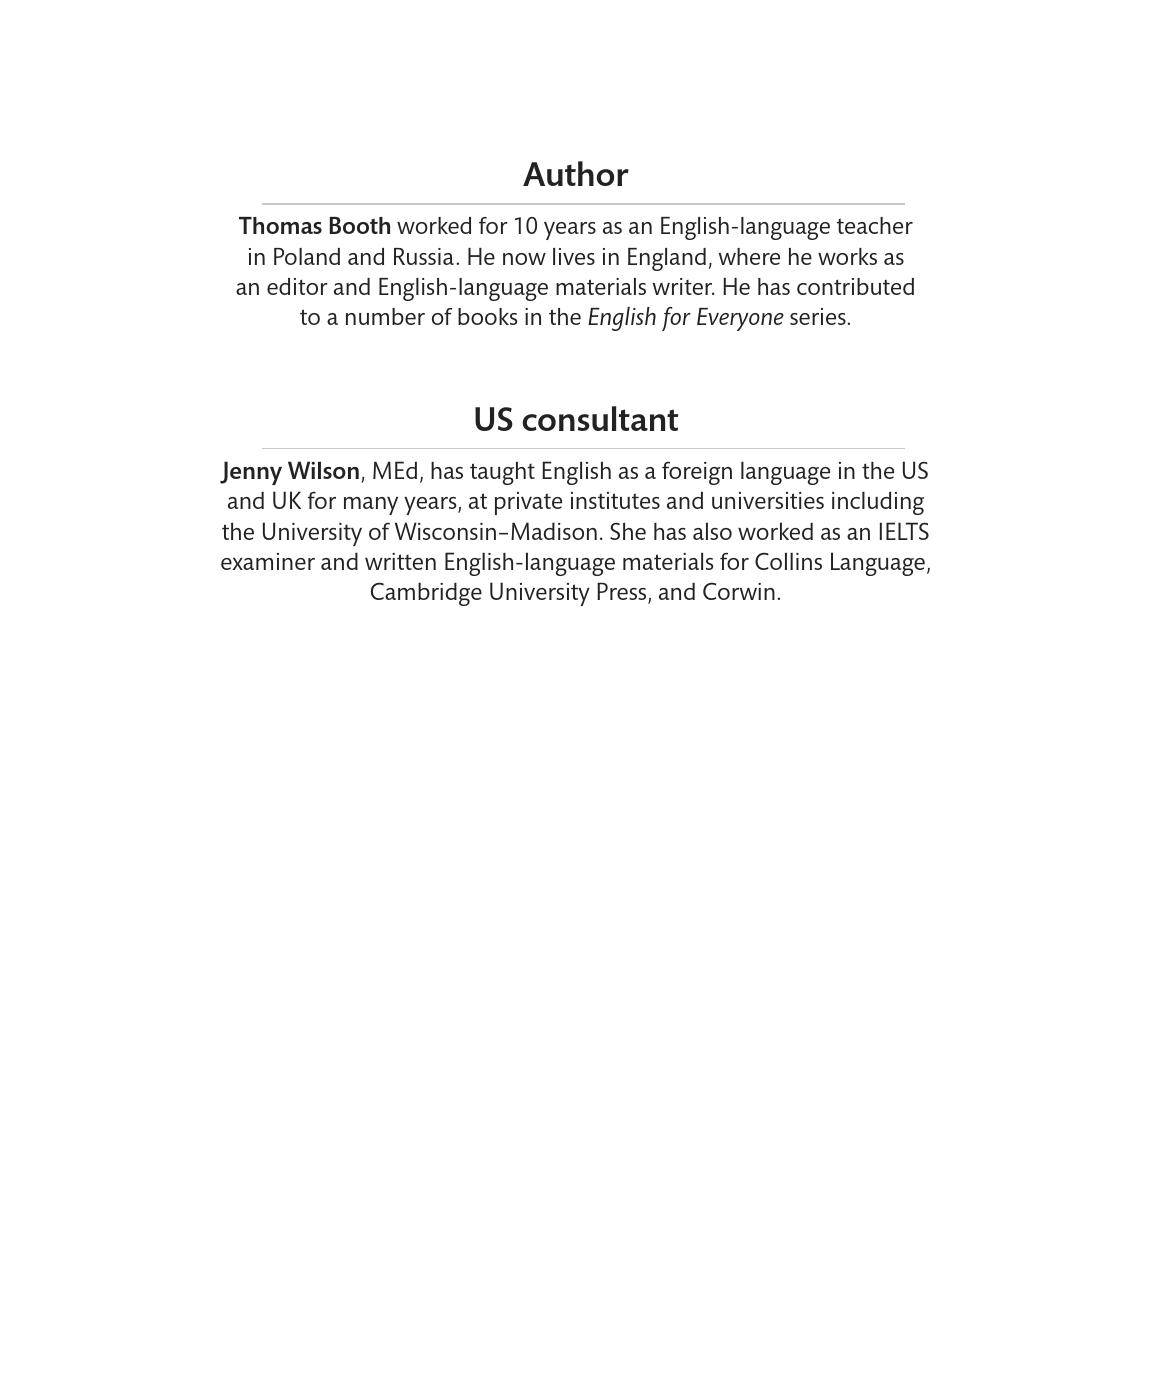 Author
Thomas Booth worked for 10 years as an English-language teacher
in Poland and Russia. He now lives in England, where he works as
an editor and English-language materials writer. He has contributed
to a number of books in the English for Everyone series.
US consultant
Jenny Wilson, MEd, has taught English as a foreign language in the US
and UK for many years, at private institutes and universities including
the University of Wisconsin–Madison. She has also worked as an IELTS
examiner and written English-language materials for Collins Language,
Cambridge University Press, and Corwin.